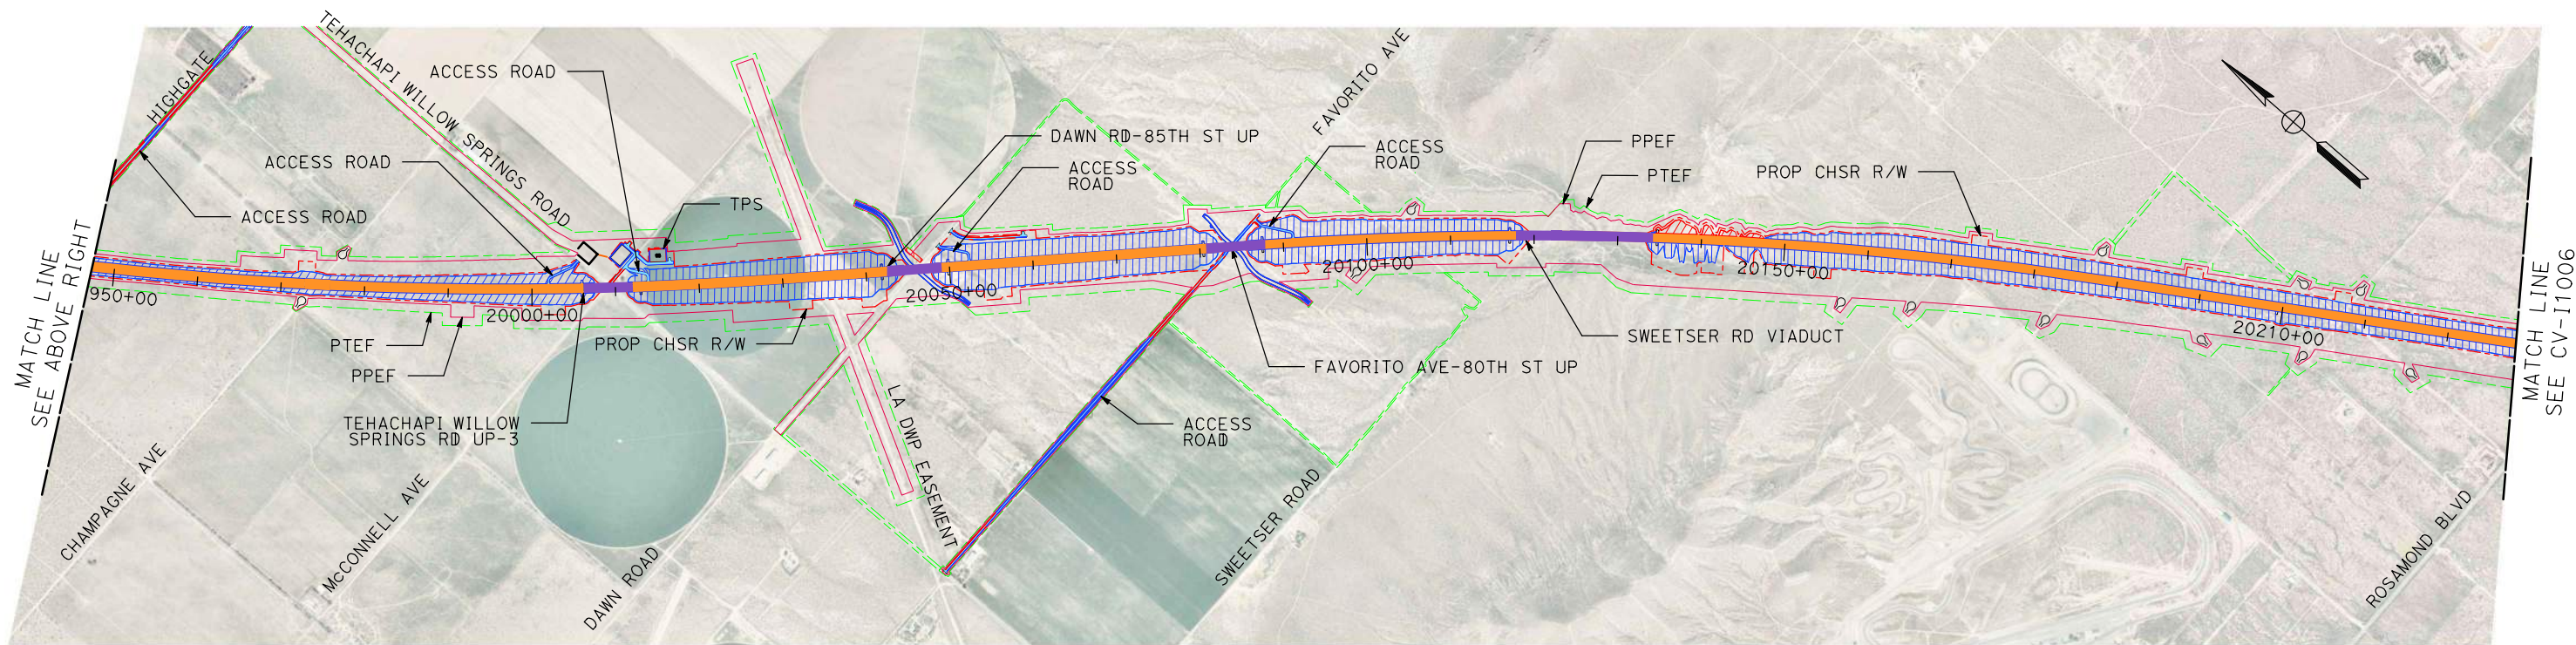 TEHACHAPI WILLOW SPRINGS ROAD
HIGHGATE
ACCESS ROAD
FAVORITO AVE
DAWN RD-85TH ST UP
ACCESS
ROAD
ACCESS
ROAD
PPEF
PTEF
PROP CHSR R/W
ACCESS ROAD
ACCESS ROAD
TPS
MATCH LINE
SEE ABOVE RIGHT
950+00
20000+00
20050+00
20100+00
20150+00
20210+00
MATCH LINE
SEE CV-I1006
PTEF
PPEF
PROP CHSR R/W
SWEETSER RD VIADUCT
FAVORITO AVE-80TH ST UP
TEHACHAPI WILLOW
SPRINGS RD UP-3
LA DWP EASEMENT
ACCESS
ROAD
CHAMPAGNE AVE
McCONNELL AVE
DAWN ROAD
SWEETSER ROAD
ROSAMOND BLVD